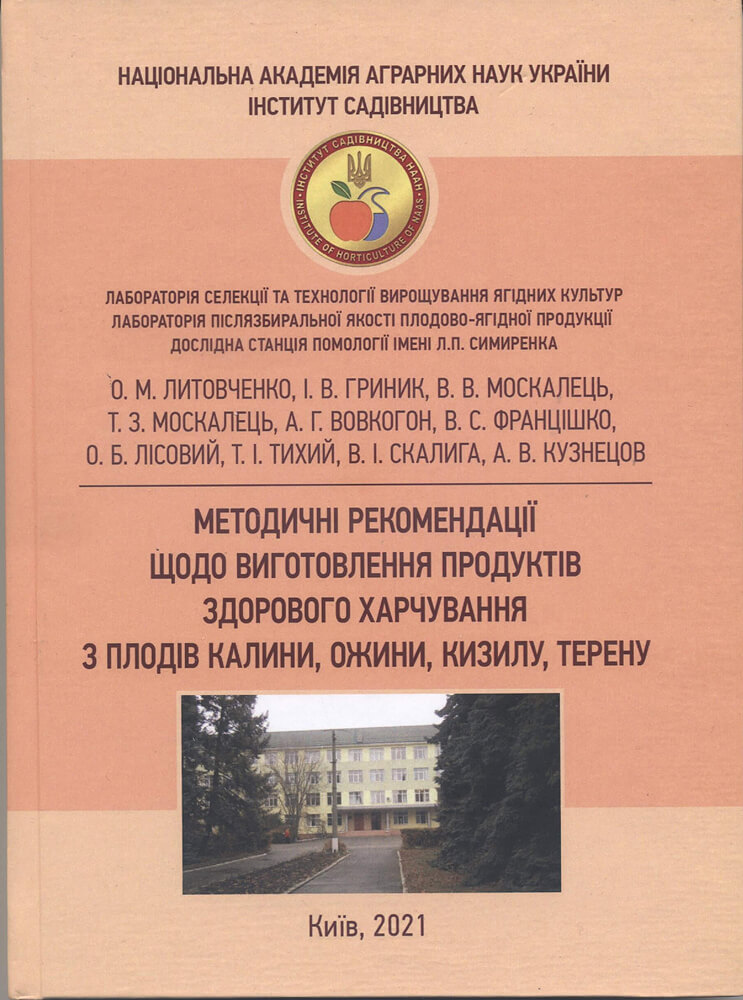 НАЦІОНАЛЬНА АКАДЕМІЯ АГРАРНИХ НАУК УКРАЇНИ
ІНСТИТУТ САДІВНИЦТВА
ІНСТИТУТ САДІВНИЦТВА НААН
INSTITUTE OF HORTICULTURE OF NAAS
ЛАБОРАТОРІЯ СЕЛЕКЦІЇ ТА ТЕХНОЛОГІЇ ВИРОЩУВАННЯ ЯГІДНИХ КУЛЬТУР
ЛАБОРАТОРІЯ ПІСЛЯЗБИРАЛЬНОЇ ЯКОСТІ ПЛОДОВО-ЯГІДНОЇ ПРОДУКЦІЇ
ДОСЛІДНА СТАНЦІЯ ПОМОЛОГІЇ ІМЕНІ Л.П. СИМИРЕНКА
О. М. ЛИТОВЧЕНКО, І. В. ГРИНИК, В. В. МОСКАЛЕЦЬ,
Т. З. МОСКАЛЕЦЬ, А. Г. ВОВКОГОН, В. С. ФРАНЦІШКО,
О. Б. ЛІСОВИЙ, Т. І. ТИХИЙ, В. І. СКАЛИГА, А. В. КУЗНЕЦОВ
МЕТОДИЧНІ РЕКОМЕНДАЦІЇ
ЩОДО ВИГОТОВЛЕННЯ ПРОДУКТІВ
ЗДОРОВОГО ХАРЧУВАННЯ
З ПЛОДІВ КАЛИНИ, ОЖИНИ, КИЗИЛУ, ТЕРЕНУ
Київ, 2021